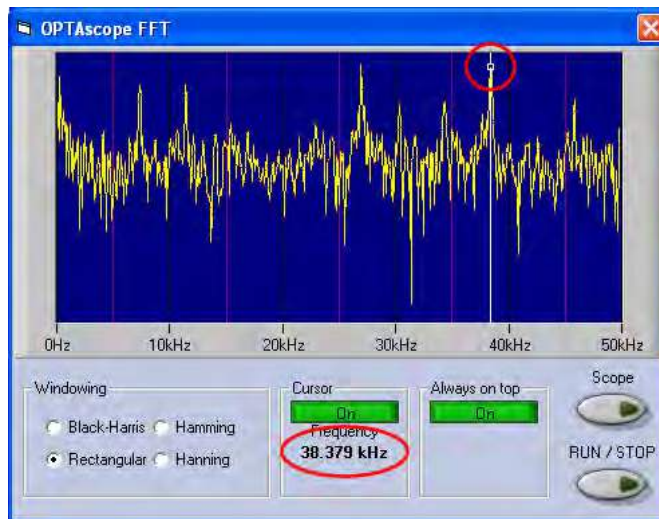 OPTAscope FFT
0Hz 10kHz 20kHz 30kHz 40kHz 50kHz
Windowing
Black-Harris Hamming
Rectangular Hanning
Cursor
On
Frequency
38.379 kHz
Always on top
On
Scope
RUN / STOP